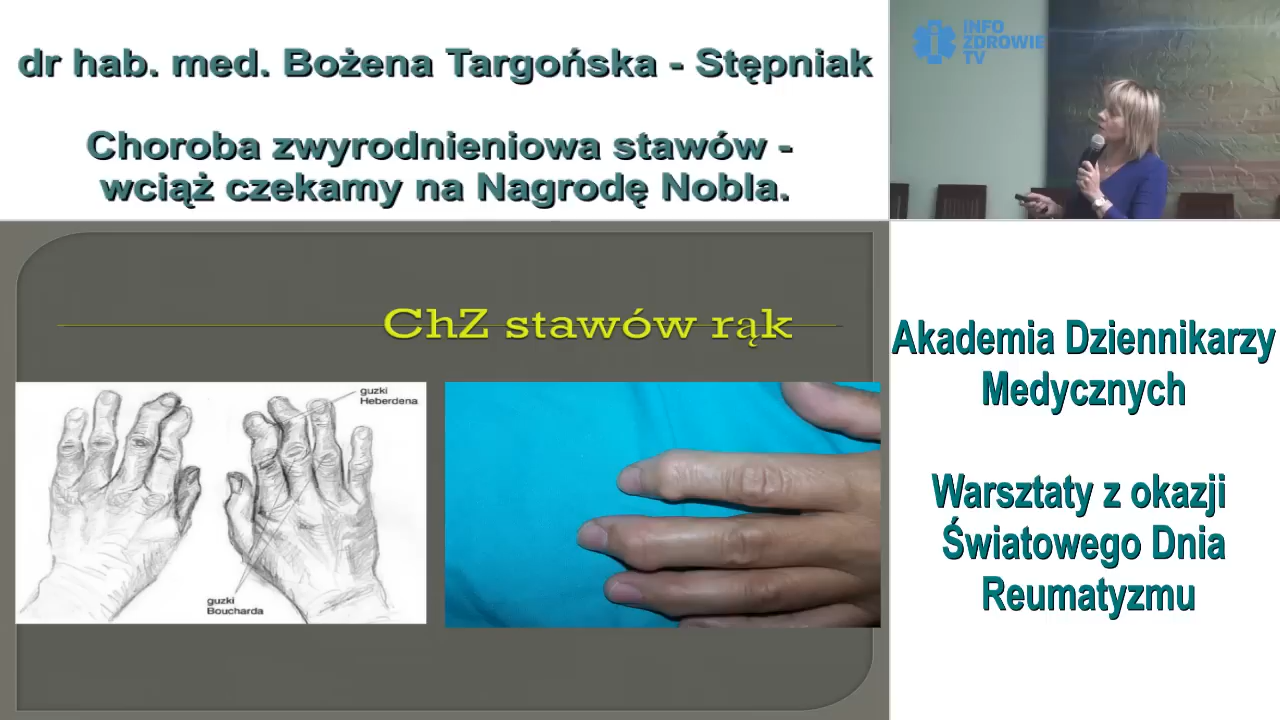 dr hab. med. Bożena Targońska - Stępniak
Choroba zwyrodnieniowa stawów -
wciąż czekamy na Nagrodę Nobla.
INFO
ZDROWIE
TV
ChZ stawów rąk
guzki
Heberdena
guzki
Boucharda
Akademia Dziennikarzy
Medycznych
Warsztaty z okazji
Światowego Dnia
Reumatyzmu